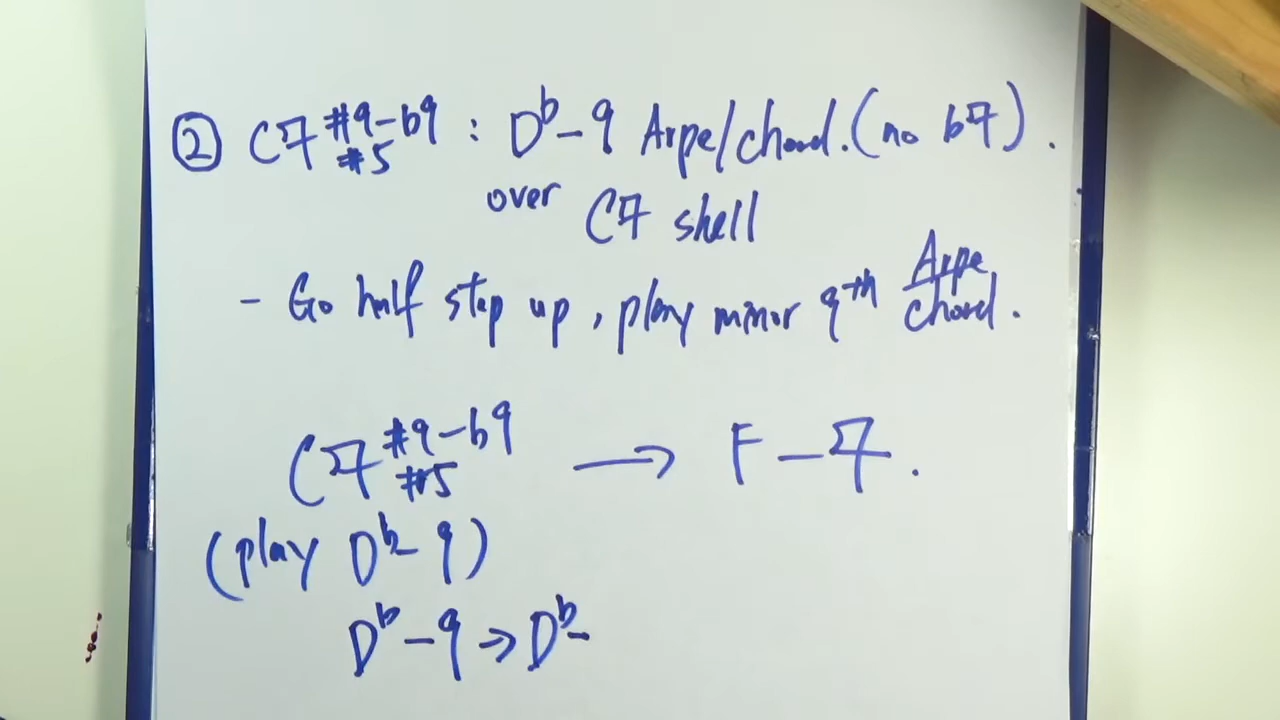 ② C7 #9-b9 #5 : Db-9 Arpe/chord. (no b7).
over C7 shell
- Go half step up, play minor 9th Arpe chord.
C7 #9-b9 #5 → F-7.
(play Db-9)
Db-9 → Db-